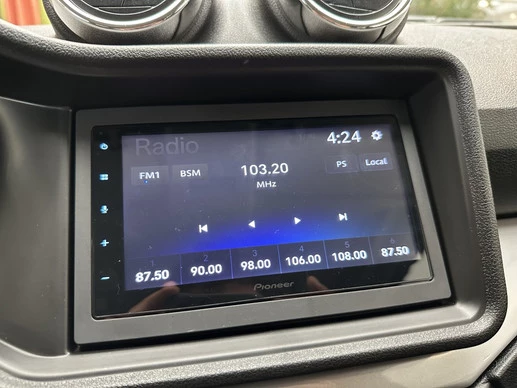 Radio 4:24
FM1 BSM 103.20 PS Local
MHz
1 2 3 4 5 6
87.50 90.00 98.00 106.00 108.00 87.50
Pioneer